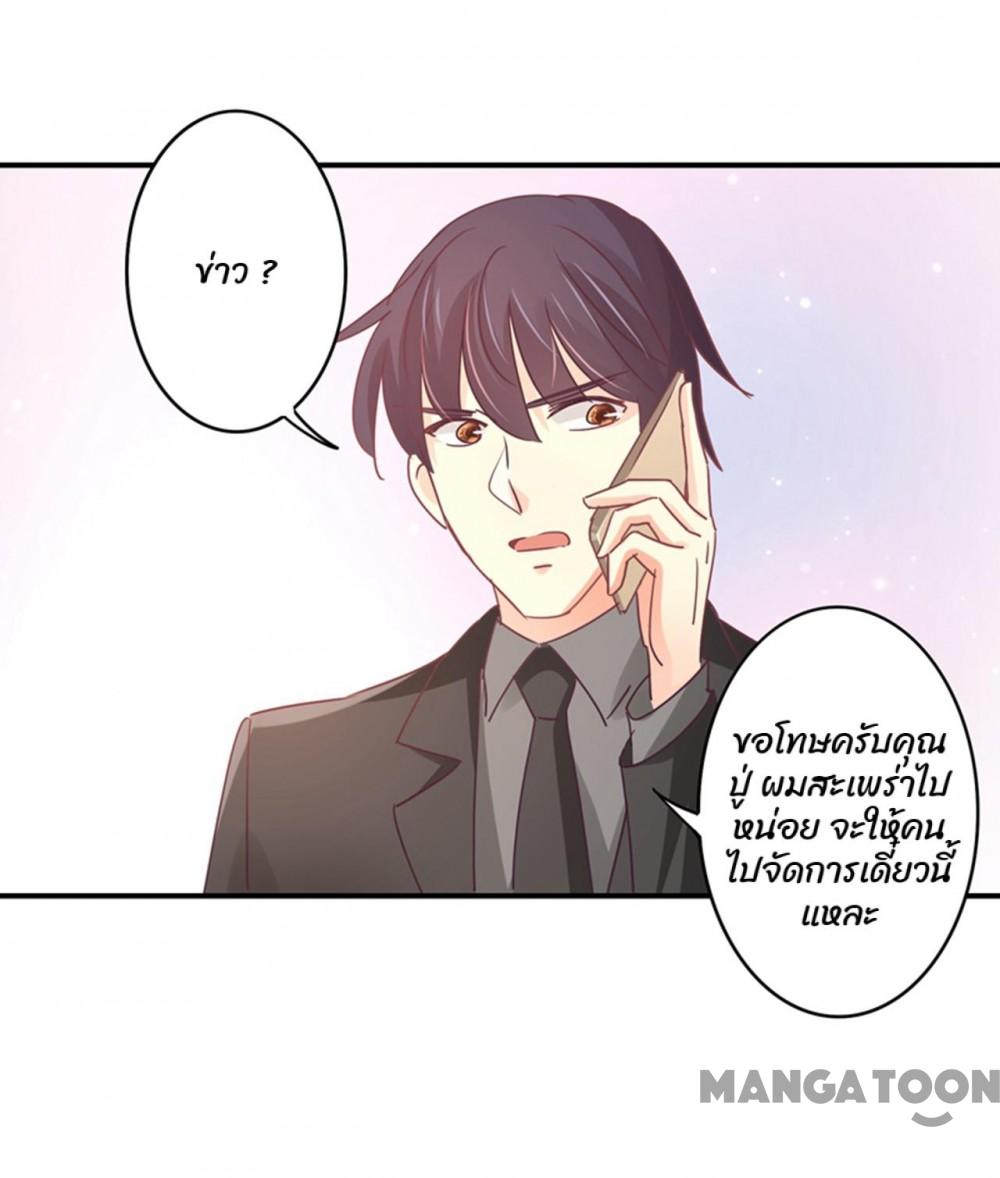 ข่าว ?
ขอโทษครับคุณ
ปู่ ผมสะเพร่าไป
หน่อย จะให้คน
ไปจัดการเดี๋ยวนี้
แหละ
MANGATOON